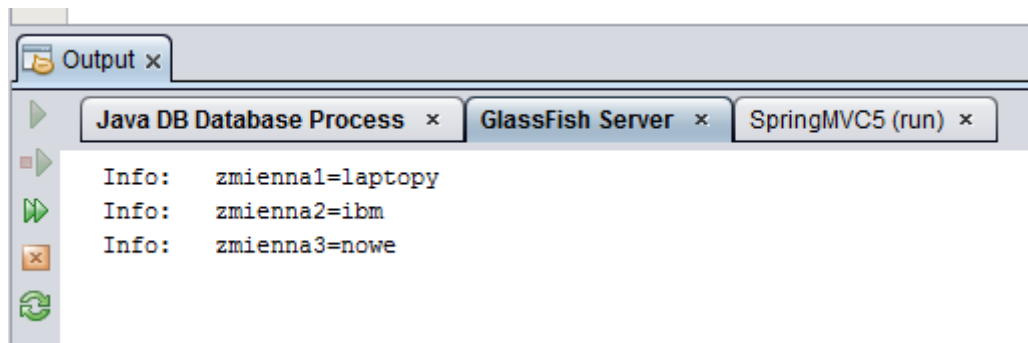 Output
Java DB Database Process GlassFish Server SpringMVC5 (run)
Info: zmienna1=laptopy
Info: zmienna2=ibm
Info: zmienna3=nowe